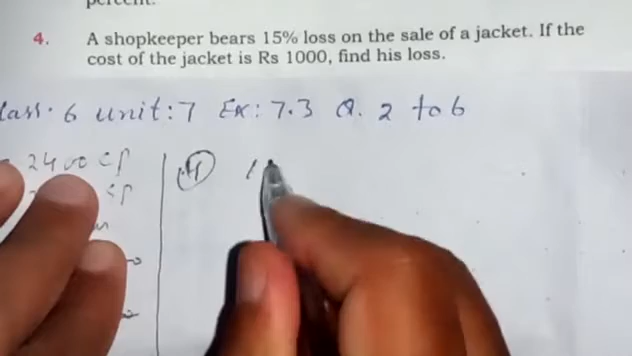 percent.
4. A shopkeeper bears 15% loss on the sale of a jacket. If the
cost of the jacket is Rs 1000, find his loss.
lass. 6 unit: 7 Ex: 7.3 Q. 2 to 6
2400 CP
CP
4